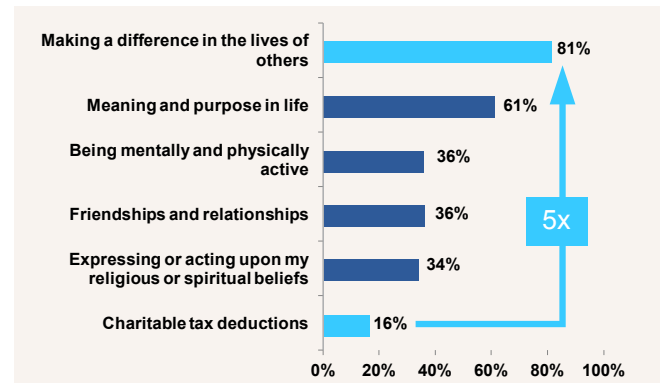 Making a difference in the lives of
others
81%
Meaning and purpose in life
61%
Being mentally and physically
active
36%
Friendships and relationships
36%
5x
Expressing or acting upon my
religious or spiritual beliefs
34%
Charitable tax deductions
16%
0% 20% 40% 60% 80% 100%